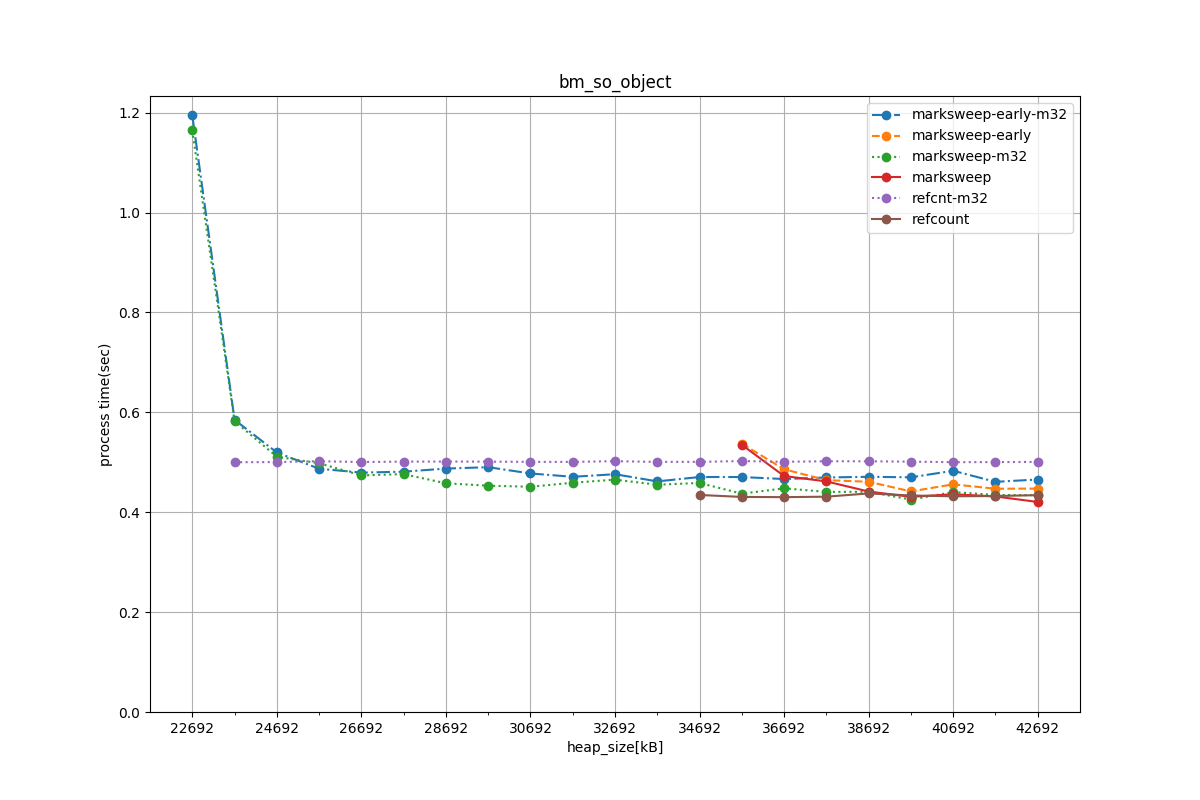 bm_so_object
marksweep-early-m32
marksweep-early
marksweep-m32
marksweep
refcnt-m32
refcount
process time(sec)
1.2
1.0
0.8
0.6
0.4
0.2
0.0
22692 24692 26692 28692 30692 32692 34692 36692 38692 40692 42692
heap_size[kB]